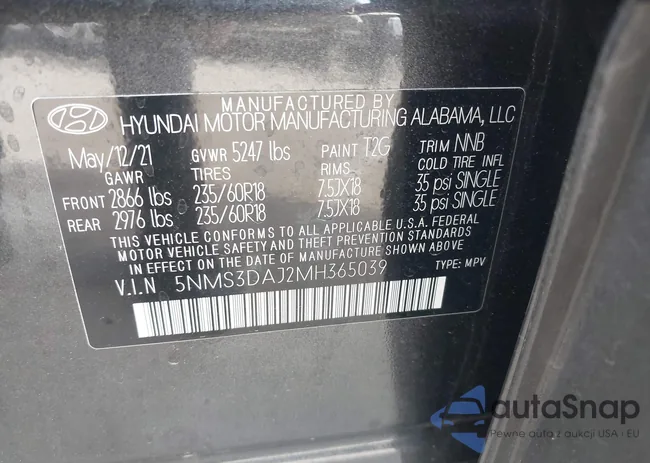 MANUFACTURED BY
HYUNDAI MOTOR MANUFACTURING ALABAMA, LLC
May/12/21 GVWR 5247 lbs PAINT T2G TRIM NNB
GAWR TIRES RIMS COLD TIRE INFL
FRONT 2866 lbs 235/60R18 7.5JX18 35 psi SINGLE
REAR 2976 lbs 235/60R18 7.5JX18 35 psi SINGLE
THIS VEHICLE CONFORMS TO ALL APPLICABLE U.S.A. FEDERAL
MOTOR VEHICLE SAFETY AND THEFT PREVENTION STANDARDS
IN EFFECT ON THE DATE OF MANUFACTURE SHOWN ABOVE.
V.I.N 5NMS3DAJ2MH365039 TYPE: MPV
autaSnap
Pewne auta z aukcji USA i EU